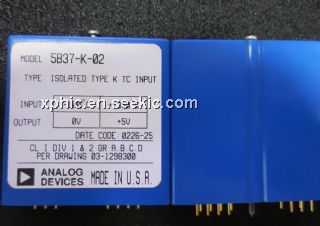 MODEL 5B37-K-02
TYPE ISOLATED TYPE K TC INPUT
INPUT:
xphic.seekic.com
OUTPUT: 0V +5V
DATE CODE: 0226-25
CL I DIV 1 & 2 GR A.B.C.D
PER DRAWING 03-1298300
ANALOG DEVICES MADE IN U.S.A.